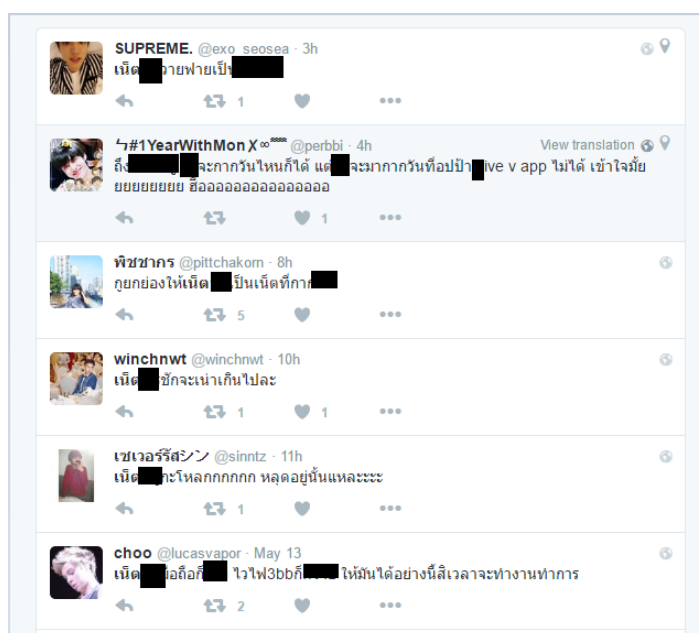 SUPREME. @exo_seosea · 3h
เน็ต วายฟายเป็น
1
ㄣ#1YearWithMonX∞ @perbbi · 4h View translation
ถึง จะกากวันไหนก็ได้ แต่ จะมากากวันท็อปป้า ive v app ไม่ได้ เข้าใจมั้ย
ยยยยยยยย ฮืออออออออออออออออ
1
พิชชากร @pittchakorn · 8h
กูยกย่องให้เน็ต เป็นเน็ตที่กาก
5
winchnwt @winchnwt · 10h
เน็ต ชักจะเน่าเกินไปละ
1 1
เซเวอร์รัสシン @sinntz · 11h
เน็ต กะโหลกกกกกก หลุดอยู่นั้นแหละะะะ
1
choo @lucasvapor · May 13
เน็ต มือถือก็ ไวไฟ3bbก็ ให้มันได้อย่างนี้สิเวลาจะทำงานทำการ
2